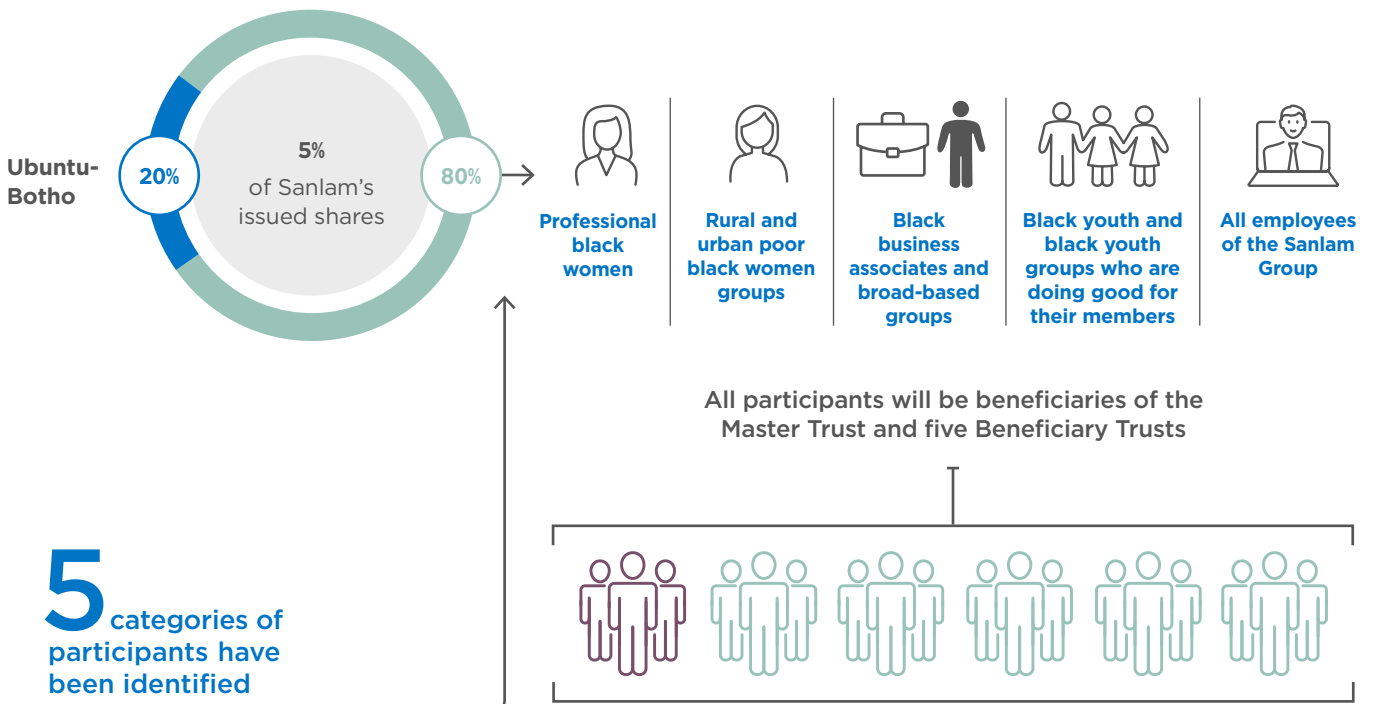 Ubuntu-
Botho
20%
5%
of Sanlam's
issued shares
80%
Professional
black
women
Rural and
urban poor
black women
groups
Black
business
associates and
broad-based
groups
Black youth and
black youth
groups who are
doing good for
their members
All employees
of the Sanlam
Group
All participants will be beneficiaries of the
Master Trust and five Beneficiary Trusts
5 categories of
participants have
been identified